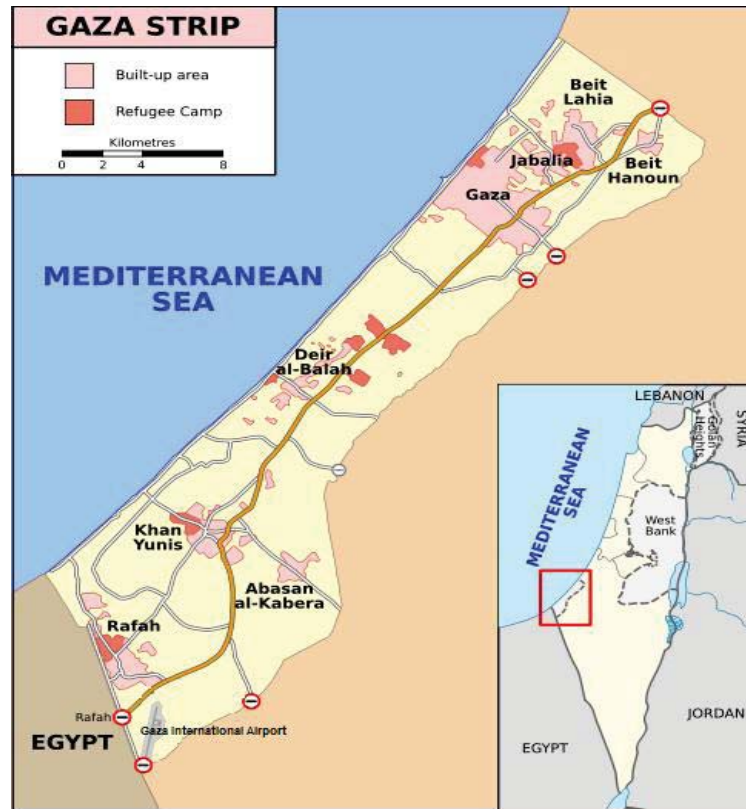 GAZA STRIP
Built-up area
Refugee Camp
Kilometres
0 2 4 8
MEDITERRANEAN
SEA
Beit
Lahia
Jabalia
Beit
Hanoun
Gaza
Deir
al-Balah
Khan
Yunis
Abasan
al-Kabera
Rafah
Rafah
Gaza International Airport
EGYPT
LEBANON
Golan
Heights
SYRIA
MEDITERRANEAN
SEA
West
Bank
JORDAN
EGYPT